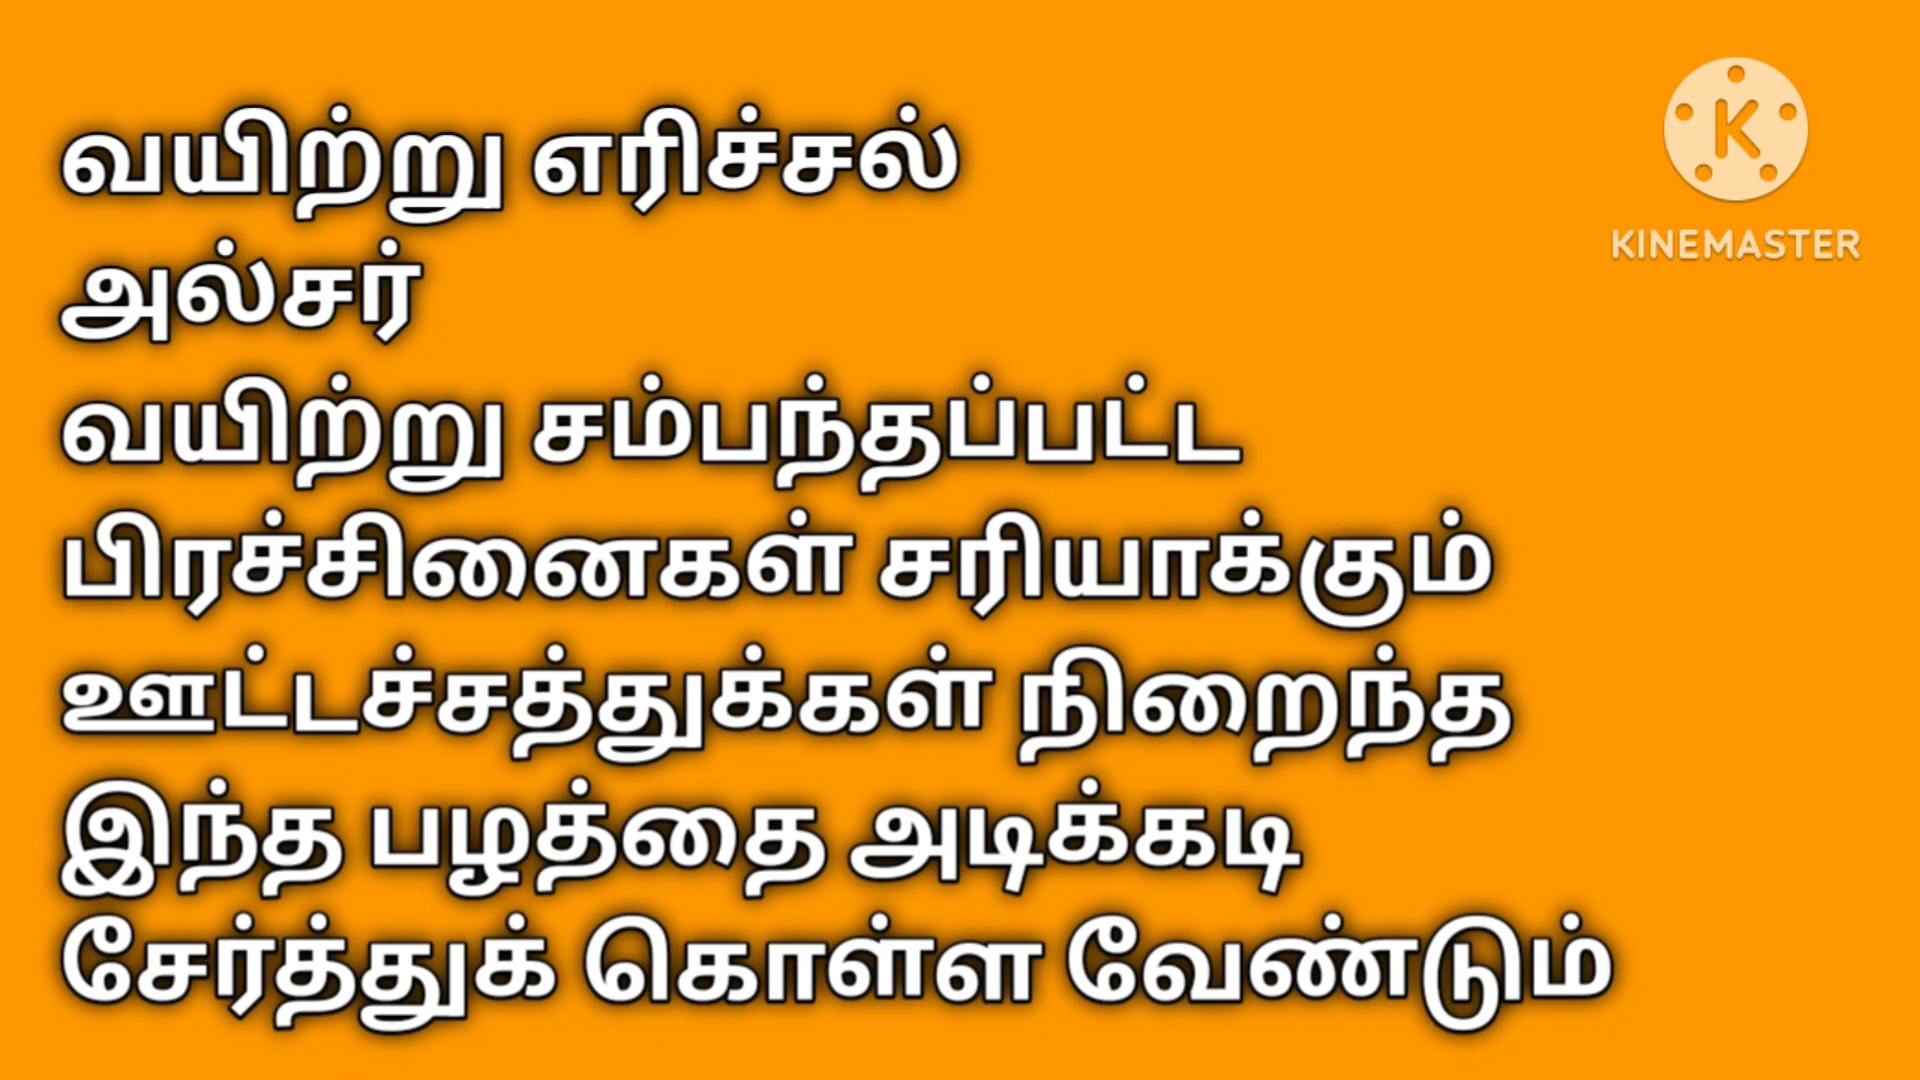 வயிற்று எரிச்சல்
அல்சர்
வயிற்று சம்பந்தப்பட்ட
பிரச்சினைகள் சரியாக்கும்
ஊட்டச்சத்துக்கள் நிறைந்த
இந்த பழத்தை அடிக்கடி
சேர்த்துக் கொள்ள வேண்டும்
K
KINEMASTER